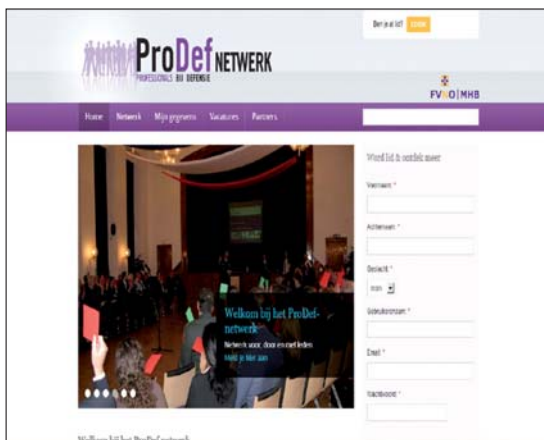 Ben je al lid? LOGIN
ProDef NETWERK
PROFESSIONALS BIJ DEFENSIE
FVNO|MHB
Home Netwerk Mijn gegevens Vacatures Partners
Word lid & ontdek meer
Voornaam: *
Achternaam: *
Geslacht: *
man
Gebruikersnaam: *
Email: *
Wachtwoord: *
Welkom bij het ProDef-
netwerk
Netwerk voor, door en met leden
Meld je hier aan
Welkom bij het ProDef netwerk